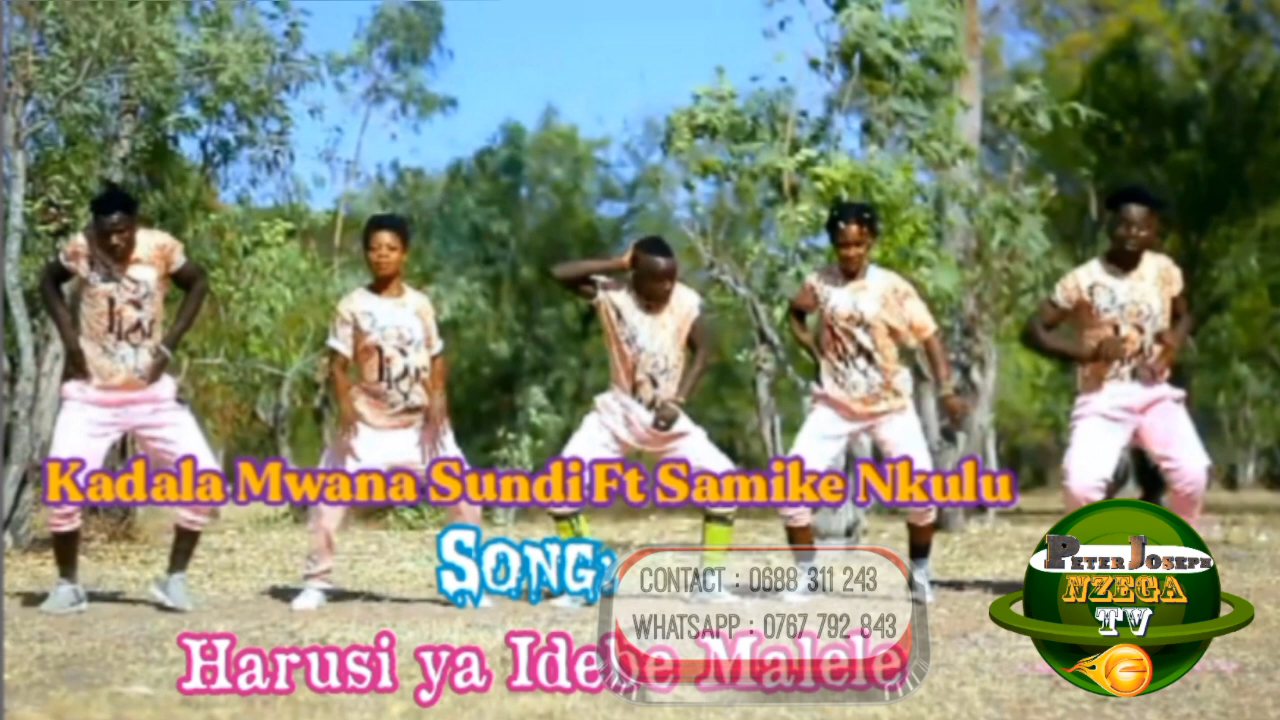 Kadala Mwana Sundi Ft Samike Nkulu
SONG:
CONTACT : 0688 311 243
WHATSAPP : 0767 792 843
Harusi ya Idebe Malele
PETER JOSEPH
NZEGA
TV